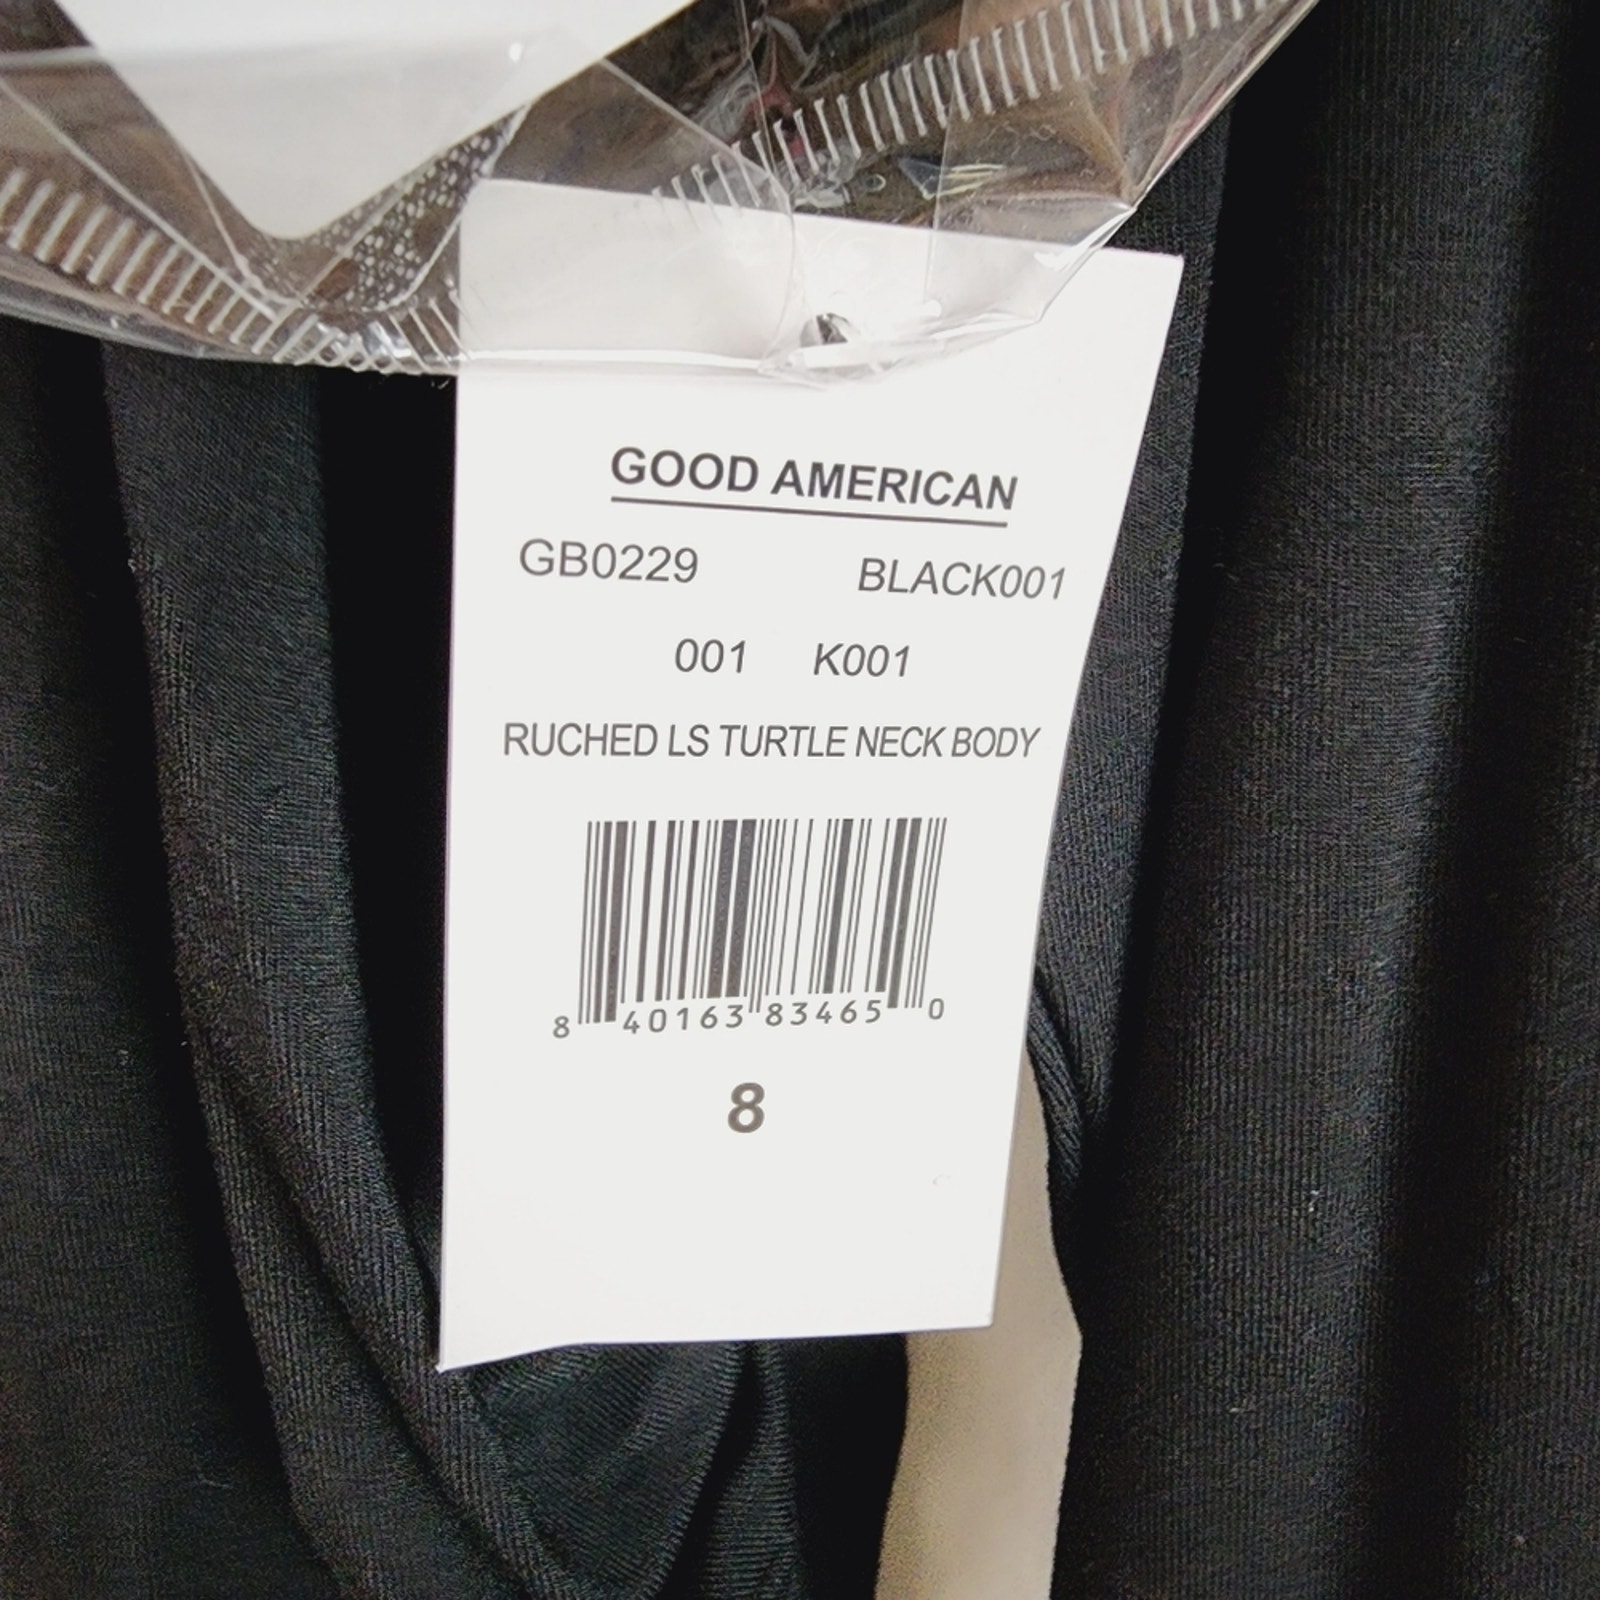 GOOD AMERICAN
GB0229 BLACK001
001 K001
RUCHED LS TURTLE NECK BODY
8 40163 83465 0
8